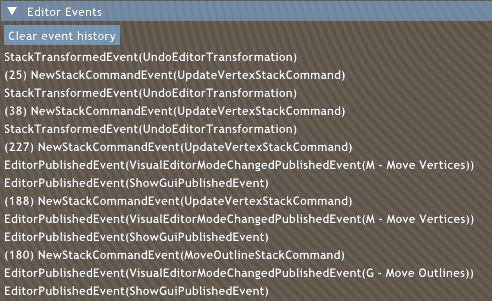 Editor Events
Clear event history
StackTransformedEvent(UndoEditorTransformation)
(25) NewStackCommandEvent(UpdateVertexStackCommand)
StackTransformedEvent(UndoEditorTransformation)
(38) NewStackCommandEvent(UpdateVertexStackCommand)
StackTransformedEvent(UndoEditorTransformation)
(227) NewStackCommandEvent(UpdateVertexStackCommand)
EditorPublishedEvent(VisualEditorModeChangedPublishedEvent(M - Move Vertices))
EditorPublishedEvent(ShowGuiPublishedEvent)
(188) NewStackCommandEvent(UpdateVertexStackCommand)
EditorPublishedEvent(VisualEditorModeChangedPublishedEvent(M - Move Vertices))
EditorPublishedEvent(ShowGuiPublishedEvent)
(180) NewStackCommandEvent(MoveOutlineStackCommand)
EditorPublishedEvent(VisualEditorModeChangedPublishedEvent(G - Move Outlines))
EditorPublishedEvent(ShowGuiPublishedEvent)